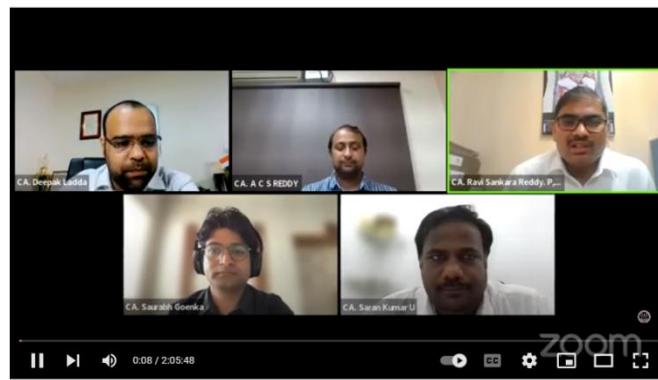 CA. Deepak Ladda
CA. A C S REDDY
CA. Ravi Sankara Reddy. P,...
CA. Saurabh Goenka
CA. Saran Kumar U
zoom
0:08 / 2:05:48
CC